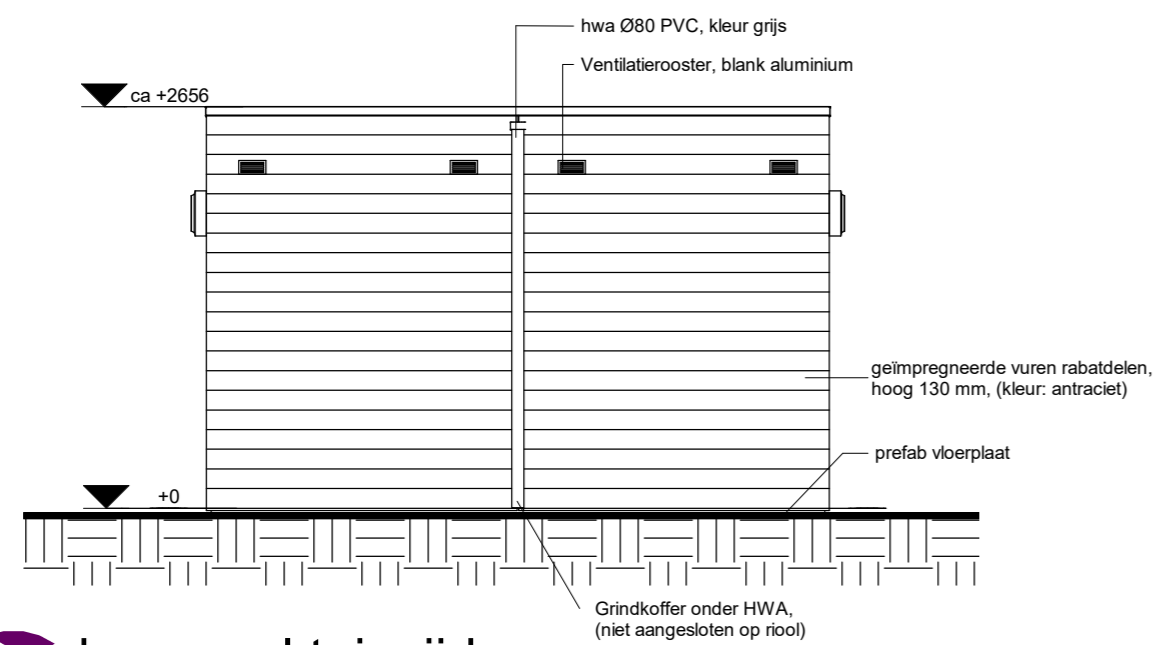 hwa Ø80 PVC, kleur grijs
Ventilatierooster, blank aluminium
ca +2656
geïmpregneerde vuren rabatdelen,
hoog 130 mm, (kleur: antraciet)
prefab vloerplaat
+0
Grindkoffer onder HWA,
(niet aangesloten op riool)